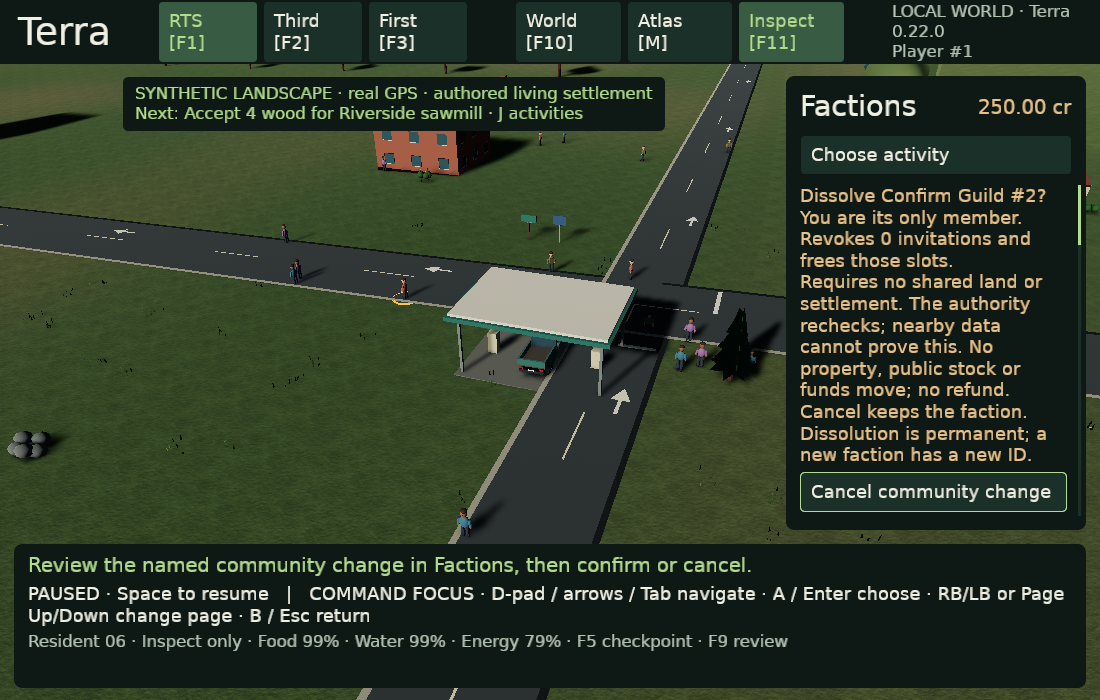 Terra
RTS
[F1]
Third
[F2]
First
[F3]
World
[F10]
Atlas
[M]
Inspect
[F11]
LOCAL WORLD · Terra
0.22.0
Player #1
SYNTHETIC LANDSCAPE · real GPS · authored living settlement
Next: Accept 4 wood for Riverside sawmill · J activities
Factions
250.00 cr
Choose activity
Dissolve Confirm Guild #2?
You are its only member.
Revokes 0 invitations and
frees those slots.
Requires no shared land or
settlement. The authority
rechecks; nearby data
cannot prove this. No
property, public stock or
funds move; no refund.
Cancel keeps the faction.
Dissolution is permanent; a
new faction has a new ID.
Cancel community change
Review the named community change in Factions, then confirm or cancel.
PAUSED · Space to resume | COMMAND FOCUS · D-pad / arrows / Tab navigate · A / Enter choose · RB/LB or Page
Up/Down change page · B / Esc return
Resident 06 · Inspect only · Food 99% · Water 99% · Energy 79% · F5 checkpoint · F9 review